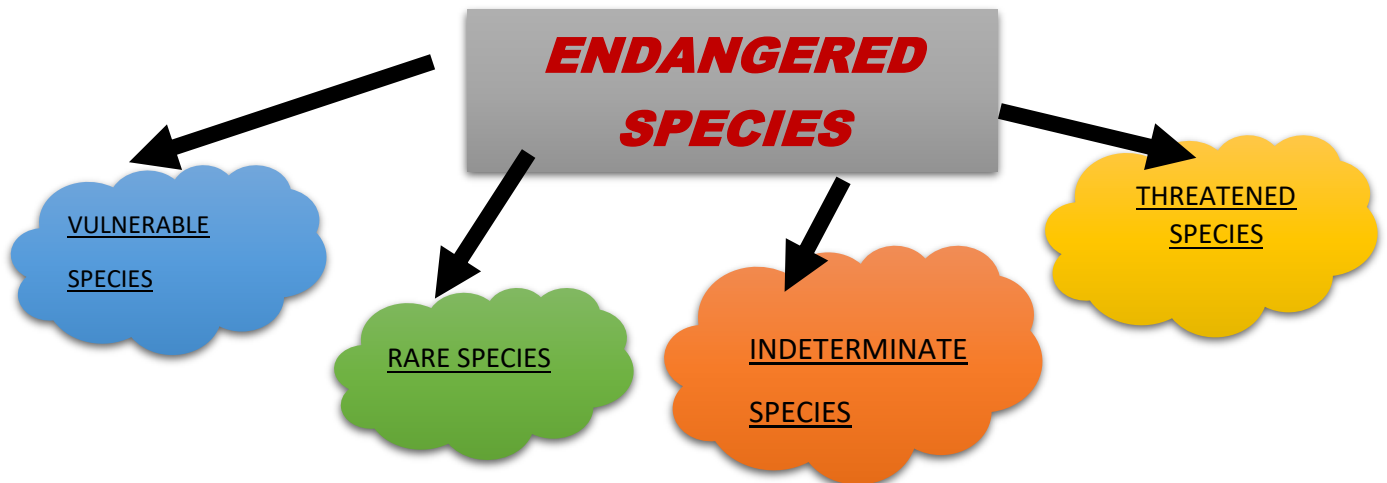 ENDANGERED
SPECIES
VULNERABLE
SPECIES
RARE SPECIES
INDETERMINATE
SPECIES
THREATENED
SPECIES